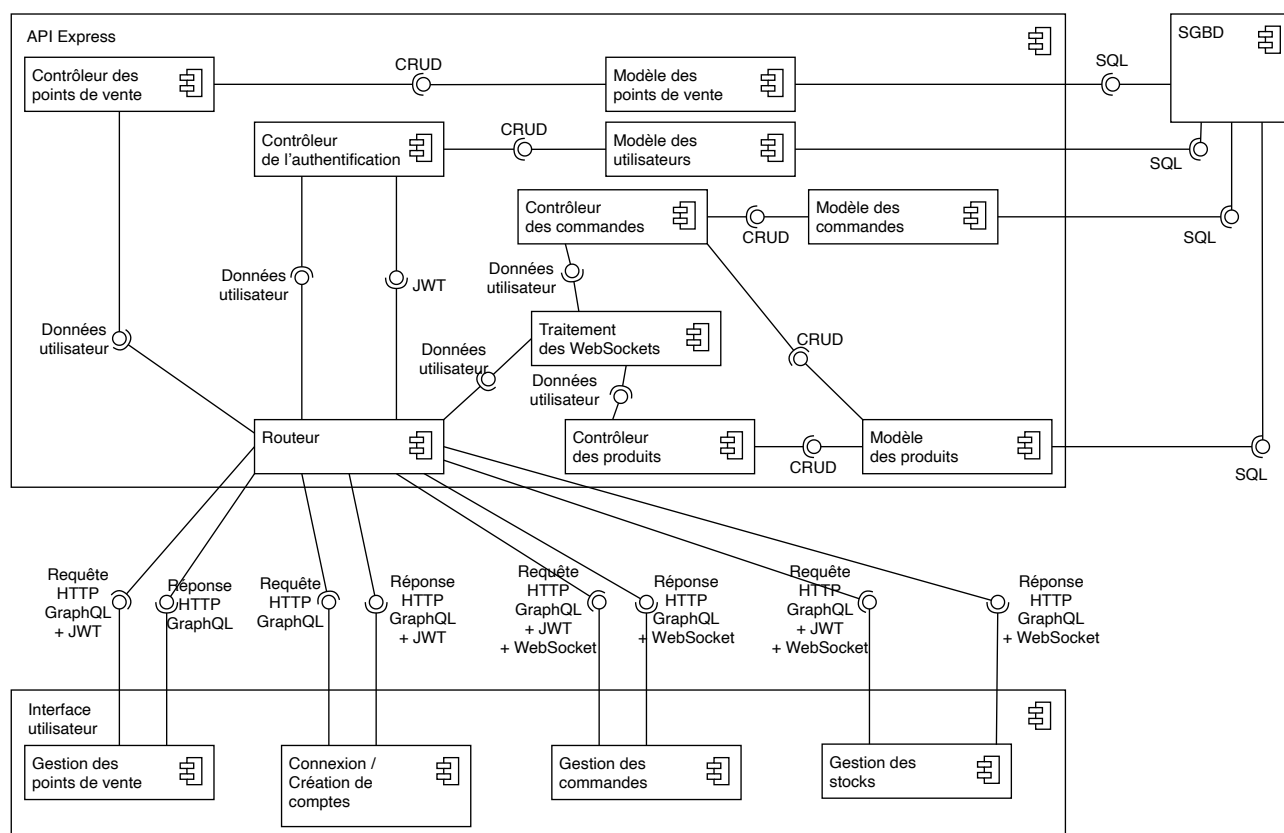 API Express
SGBD
Contrôleur des
points de vente
CRUD
Modèle des
points de vente
SQL
Contrôleur
de l'authentification
CRUD
Modèle des
utilisateurs
SQL
Contrôleur
des commandes
CRUD
Modèle des
commandes
SQL
Données
utilisateur
JWT
Données
utilisateur
Données
utilisateur
Traitement
des WebSockets
CRUD
Données
utilisateur
Données
utilisateur
Routeur
Contrôleur
des produits
CRUD
Modèle
des produits
SQL
Requête
HTTP
GraphQL
+ JWT
Réponse
HTTP
GraphQL
Requête
HTTP
GraphQL
Réponse
HTTP
GraphQL
+ JWT
Requête
HTTP
GraphQL
+ JWT
+ WebSocket
Réponse
HTTP
GraphQL
+ WebSocket
Requête
HTTP
GraphQL
+ JWT
+ WebSocket
Réponse
HTTP
GraphQL
+ WebSocket
Interface
utilisateur
Gestion des
points de vente
Connexion /
Création de
comptes
Gestion des
commandes
Gestion des
stocks